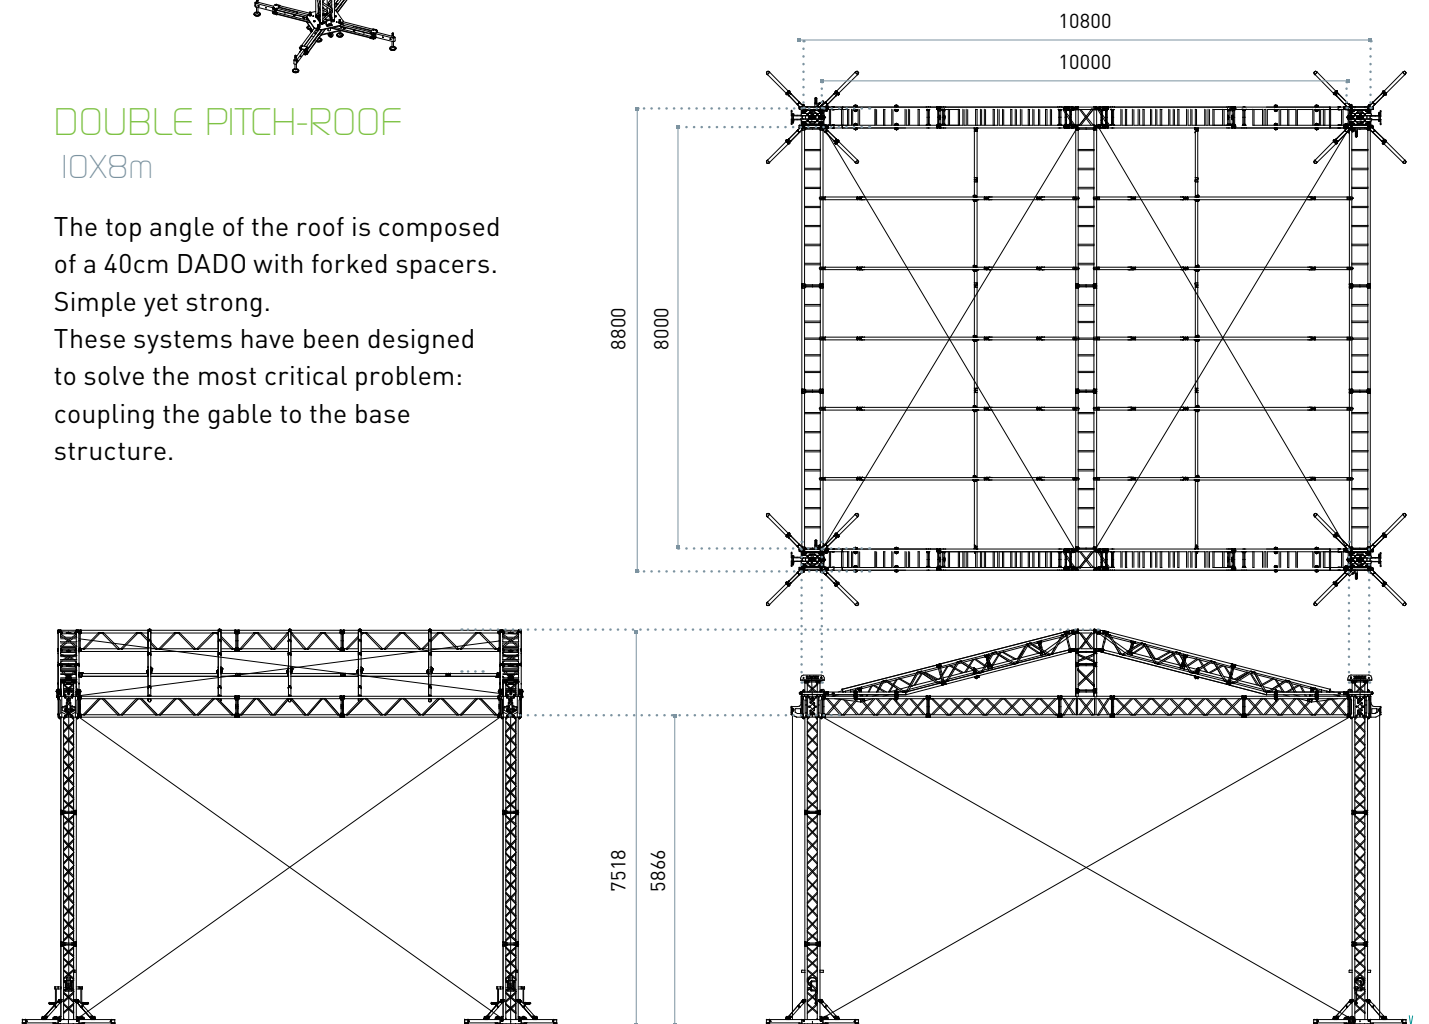 DOUBLE PITCH-ROOF
10X8m
The top angle of the roof is composed
of a 40cm DADO with forked spacers.
Simple yet strong.
These systems have been designed
to solve the most critical problem:
coupling the gable to the base
structure.
10800
10000
8800
8000
7518
5866